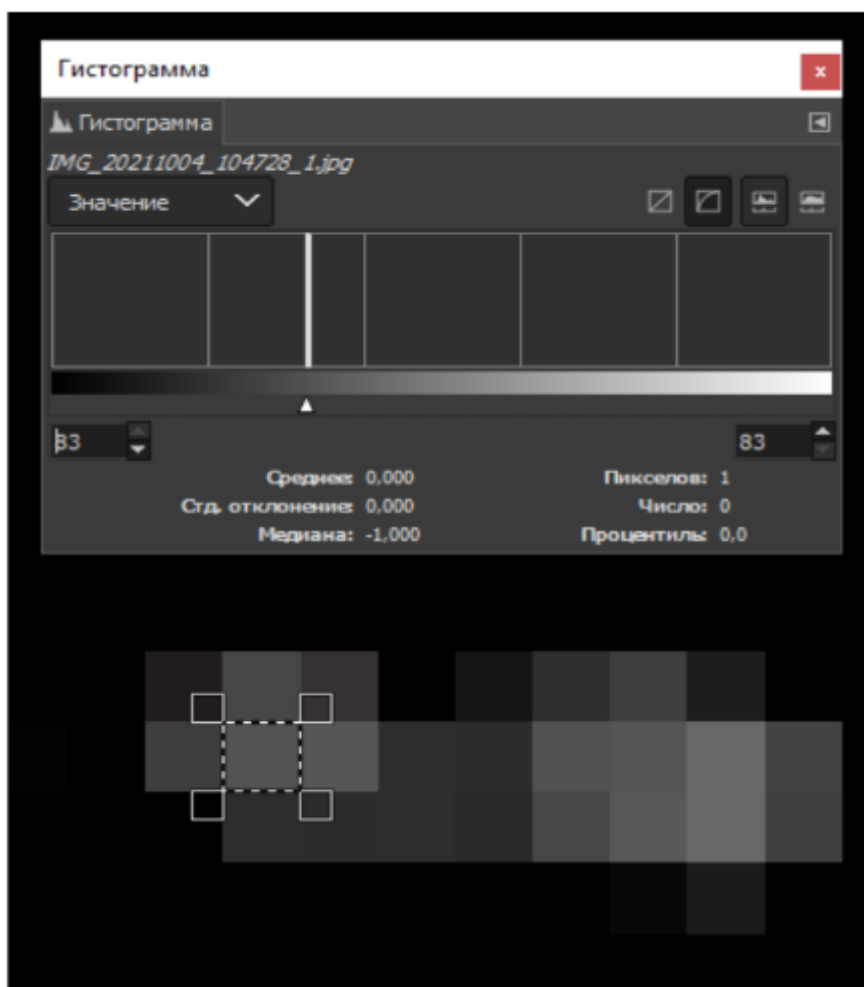 Гистограмма
x
Гистограмма
IMG_20211004_104728_1.jpg
Значение
83 83
Среднее: 0,000 Пикселов: 1
Стд. отклонение: 0,000 Число: 0
Медиана: -1,000 Процентиль: 0,0